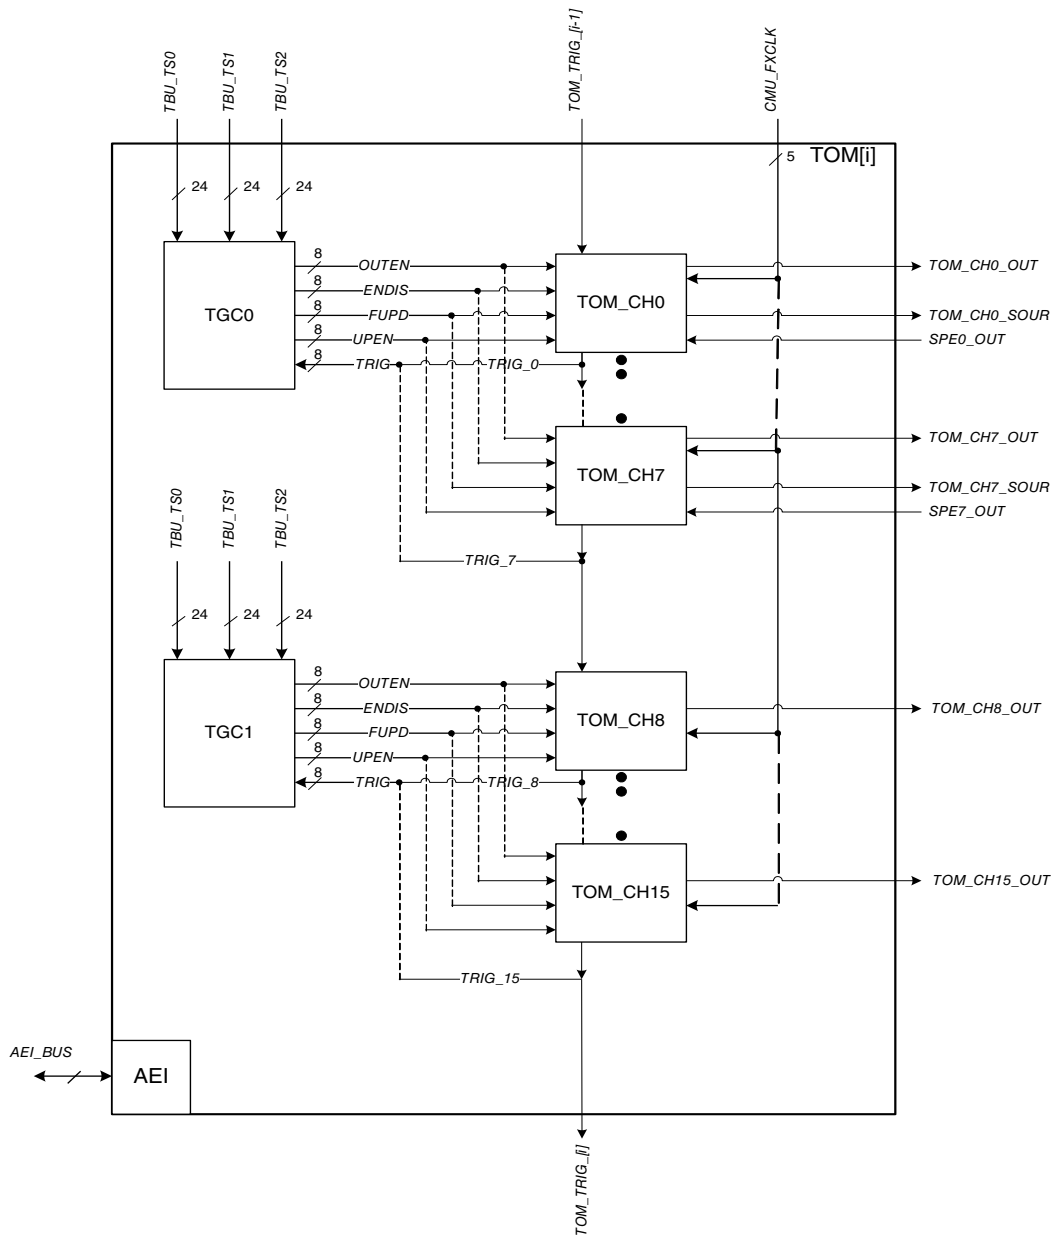 TBU_TS0
TBU_TS1
TBU_TS2
TOM_TRIG_[i-1]
CMU_FXCLK
5
TOM[i]
24
24
24
TGC0
8
OUTEN
8
ENDIS
8
FUPD
8
UPEN
8
TRIG
TRIG_0
TOM_CH0
TOM_CH0_OUT
TOM_CH0_SOUR
SPE0_OUT
TOM_CH7
TOM_CH7_OUT
TOM_CH7_SOUR
SPE7_OUT
TRIG_7
TBU_TS0
TBU_TS1
TBU_TS2
24
24
24
TGC1
8
OUTEN
8
ENDIS
8
FUPD
8
UPEN
8
TRIG
TRIG_8
TOM_CH8
TOM_CH8_OUT
TOM_CH15
TOM_CH15_OUT
TRIG_15
AEI_BUS
AEI
TOM_TRIG_[i]